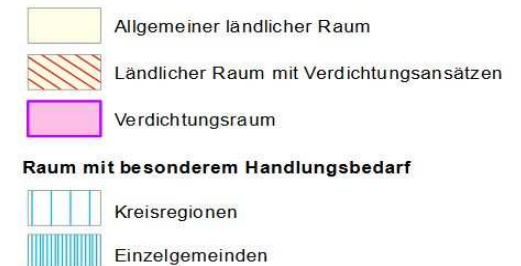 Allgemeiner ländlicher Raum
Ländlicher Raum mit Verdichtungsansätzen
Verdichtungsraum
Raum mit besonderem Handlungsbedarf
Kreisregionen
Einzelgemeinden